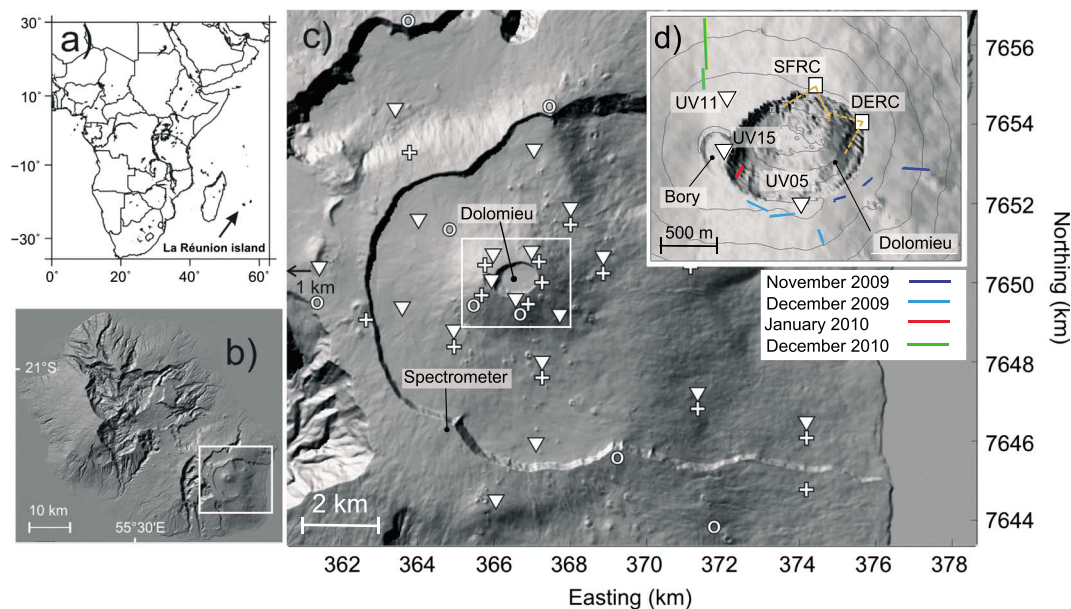 a)
30°
10°
−10°
−30°
La Réunion island
0°
20
40
60°
b)
21°S
10 km
55°30'E
c)
Dolomieu
1 km
Spectrometer
2 km
362
364
366
368
370
372
374
376
378
Easting (km)
7656
7654
7652
7650
7648
7646
7644
Northing (km)
d)
SFRC
DERC
UV11
UV15
UV05
Bory
500 m
Dolomieu
November 2009
December 2009
January 2010
December 2010